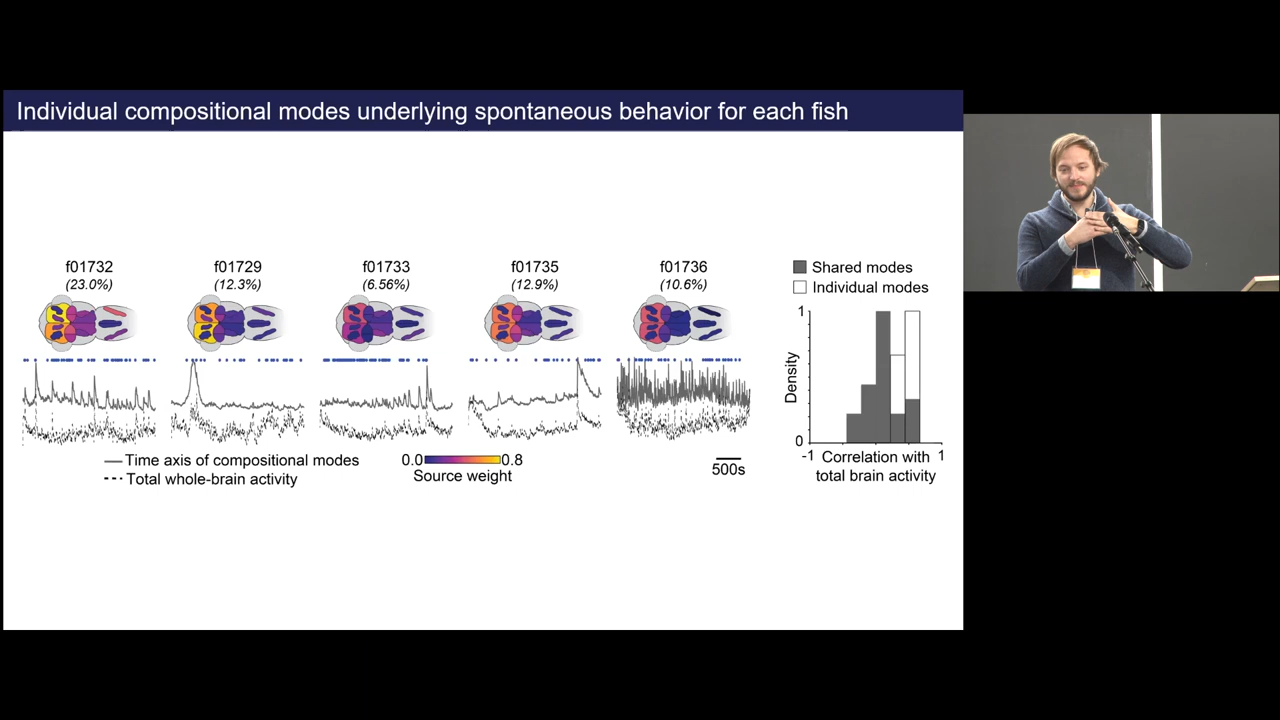 Individual compositional modes underlying spontaneous behavior for each fish
f01732
(23.0%)
f01729
(12.3%)
f01733
(6.56%)
f01735
(12.9%)
f01736
(10.6%)
Time axis of compositional modes
Total whole-brain activity
0.0
0.8
Source weight
500s
Shared modes
Individual modes
1
Density
0
-1
Correlation with
1
total brain activity